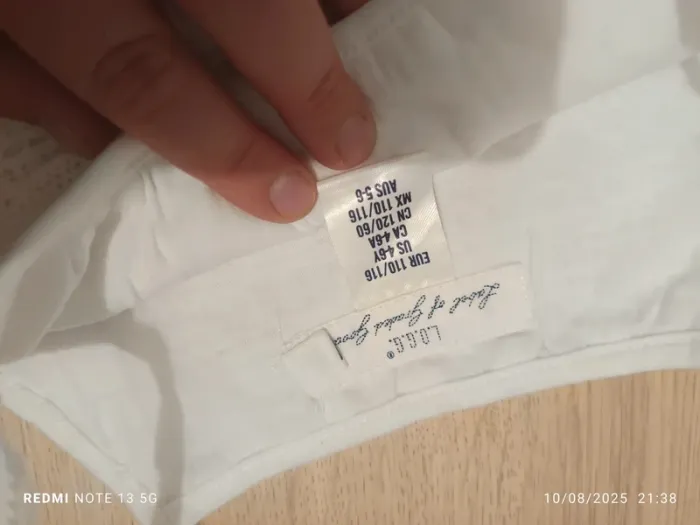 L.O.G.G.®
Label of Graded Goods
EUR 110/116
US 4-6Y
CA 4-6A
CN 120/60
MX 110/116
AUS 5-6
REDMI NOTE 13 5G
10/08/2025 21:38